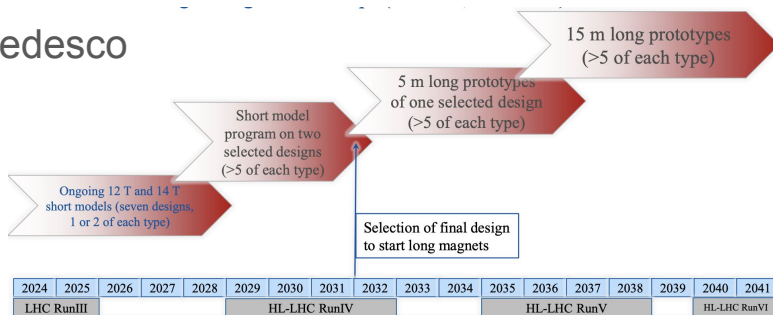 edesco
15 m long prototypes
(>5 of each type)
5 m long prototypes
of one selected design
(>5 of each type)
Short model
program on two
selected designs
(>5 of each type)
Ongoing 12 T and 14 T
short models (seven designs,
1 or 2 of each type)
Selection of final design
to start long magnets
2024 2025 2026 2027 2028 2029 2030 2031 2032 2033 2034 2035 2036 2037 2038 2039 2040 2041
LHC RunIII HL-LHC RunIV HL-LHC RunV HL-LHC RunVI